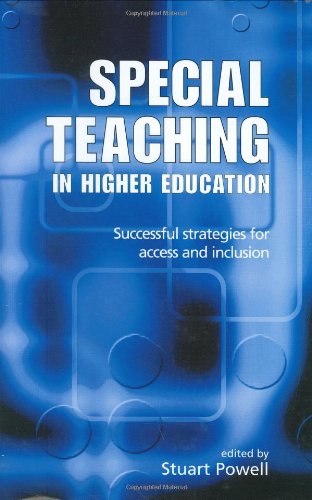 SPECIAL
TEACHING
IN HIGHER EDUCATION
Successful strategies for
access and inclusion
edited by
Stuart Powell